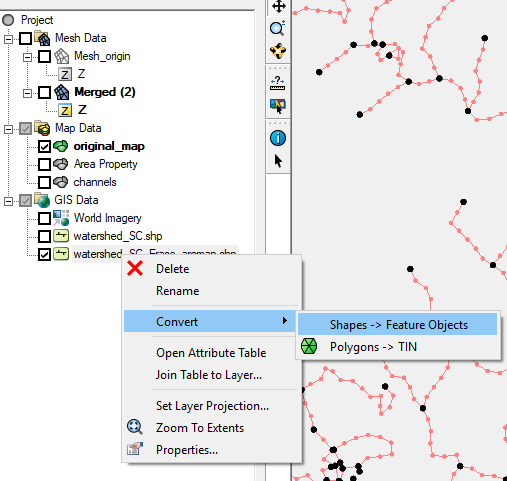 Project
Mesh Data
Mesh_origin
Z Z
Merged (2)
Z Z
Map Data
original_map
Area Property
channels
GIS Data
World Imagery
watershed_SC.shp
Delete
Rename
Convert
Shapes -> Feature Objects
Polygons -> TIN
Open Attribute Table
Join Table to Layer...
Set Layer Projection...
Zoom To Extents
Properties...